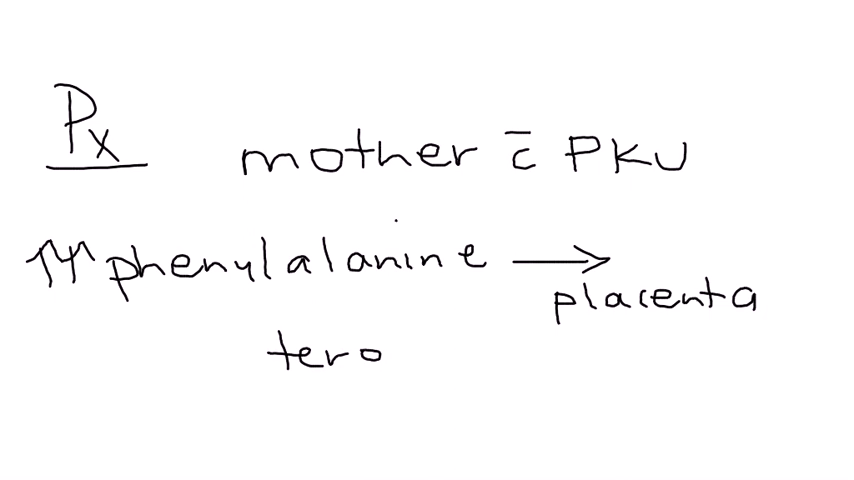 Px mother c̄ PKU
↑↑↑ phenylalanine →
placenta
tero